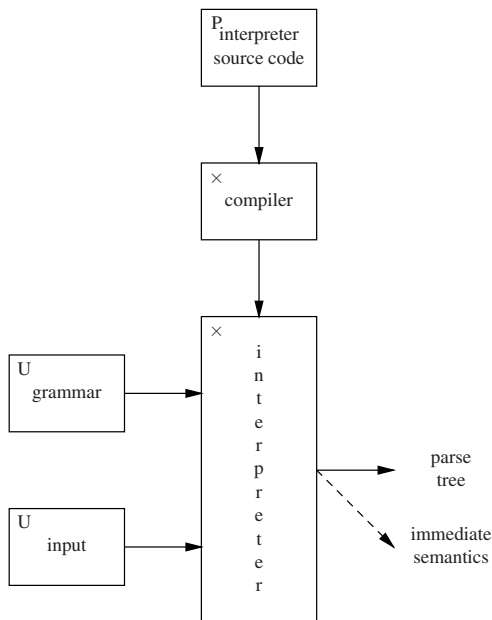 P
interpreter
source code
×
compiler
×
i
n
t
e
r
p
r
e
t
e
r
U
grammar
U
input
parse
tree
immediate
semantics